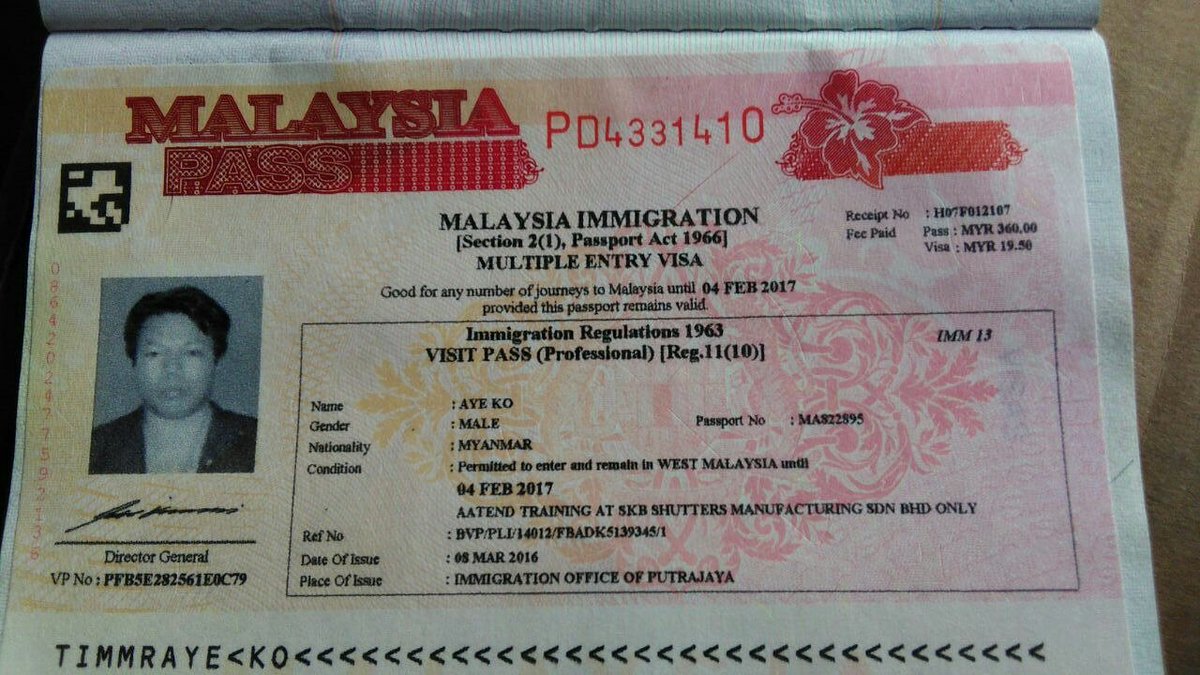 MALAYSIA
PASS
PD4331410
MALAYSIA IMMIGRATION
[Section 2(1), Passport Act 1966]
MULTIPLE ENTRY VISA
Receipt No : H07F012107
Fee Paid Pass : MYR 360.00
Visa : MYR 19.50
Good for any number of journeys to Malaysia until 04 FEB 2017
provided this passport remains valid.
Immigration Regulations 1963
IMM 13
VISIT PASS (Professional) [Reg.11(10)]
Name : AYE KO
Gender : MALE
Passport No : MA822895
Nationality : MYANMAR
Condition : Permitted to enter and remain in WEST MALAYSIA until
04 FEB 2017
AATEND TRAINING AT SKB SHUTTERS MANUFACTURING SDN BHD ONLY
Ref No : BVP/PLI/14012/FBADK5139345/1
Date Of Issue : 08 MAR 2016
Place Of Issue : IMMIGRATION OFFICE OF PUTRAJAYA
Director General
VP No : PFB5E282561E0C79
TIMMRAYE<KO<<<<<<<<<<<<<<<<<<<<<<<<<<<<<<<<<